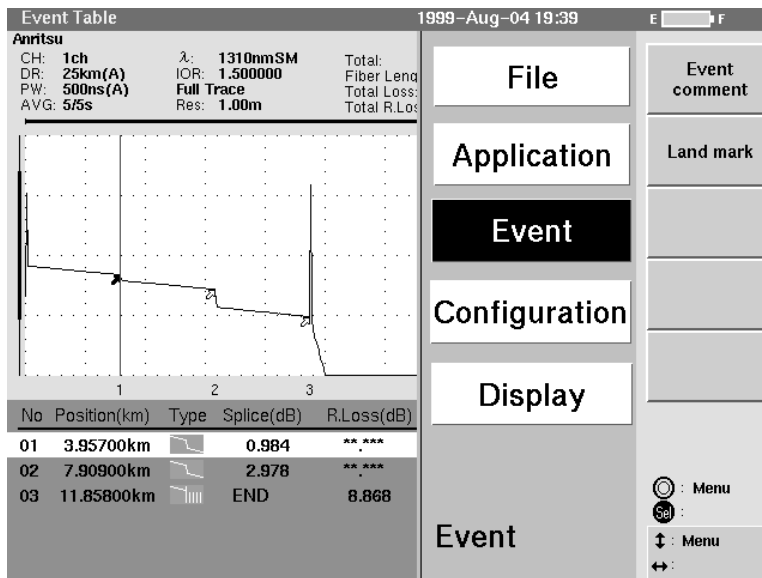 Event Table 1999-Aug-04 19:39 E F
Anritsu
CH: 1ch λ: 1310nmSM Total:
DR: 25km(A) IOR: 1.500000 Fiber Leng
PW: 500ns(A) Full Trace Total Loss:
AVG: 5/5s Res: 1.00m Total R.Los
1 2 3
No Position(km) Type Splice(dB) R.Loss(dB)
01 3.95700km 0.984 **.***
02 7.90900km 2.978 **.***
03 11.85800km END 8.868
File
Application
Event
Configuration
Display
Event
Event
comment
Land mark
: Menu
Sel :
↕ : Menu
↔ :